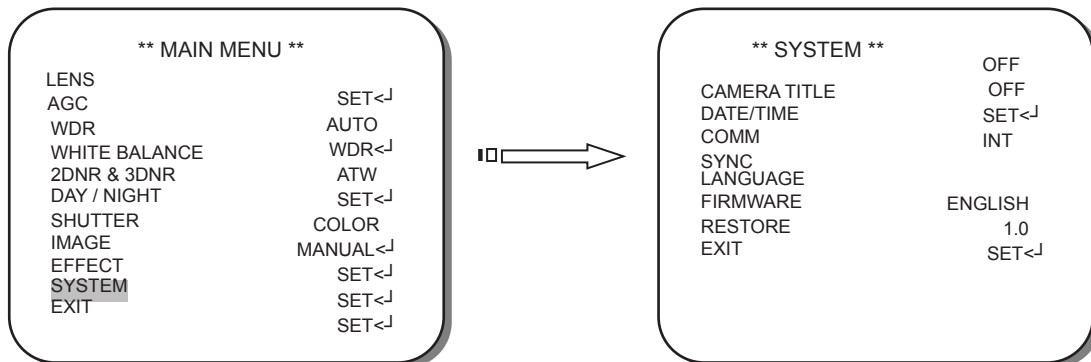 ** MAIN MENU **
LENS SET<┘
AGC AUTO
WDR WDR<┘
WHITE BALANCE ATW
2DNR & 3DNR SET<┘
DAY / NIGHT COLOR
SHUTTER MANUAL<┘
IMAGE SET<┘
EFFECT SET<┘
SYSTEM SET<┘
EXIT
** SYSTEM **
CAMERA TITLE OFF
DATE/TIME OFF
COMM SET<┘
SYNC INT
LANGUAGE ENGLISH
FIRMWARE 1.0
RESTORE SET<┘
EXIT